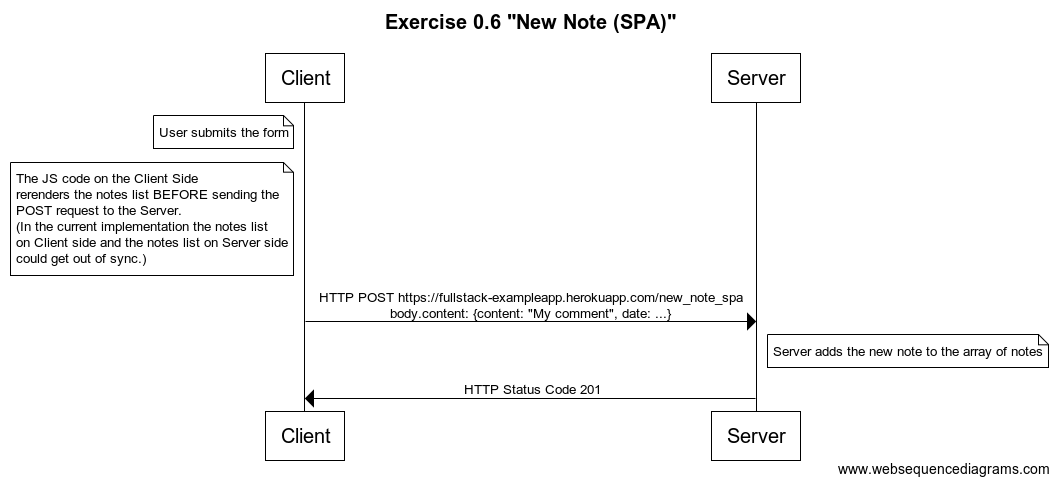 Exercise 0.6 "New Note (SPA)"
Client
Server
User submits the form
The JS code on the Client Side
rerenders the notes list BEFORE sending the
POST request to the Server.
(In the current implementation the notes list
on Client side and the notes list on Server side
could get out of sync.)
HTTP POST https://fullstack-exampleapp.herokuapp.com/new_note_spa
body.content: {content: "My comment", date: ...}
Server adds the new note to the array of notes
HTTP Status Code 201
Client
Server
www.websequencediagrams.com